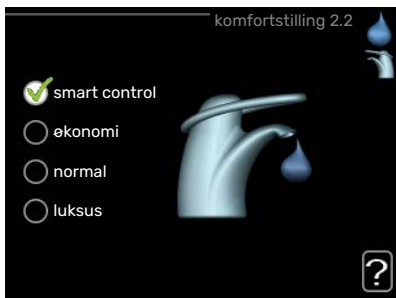 komfortstilling 2.2
smart control
økonomi
normal
luksus
?